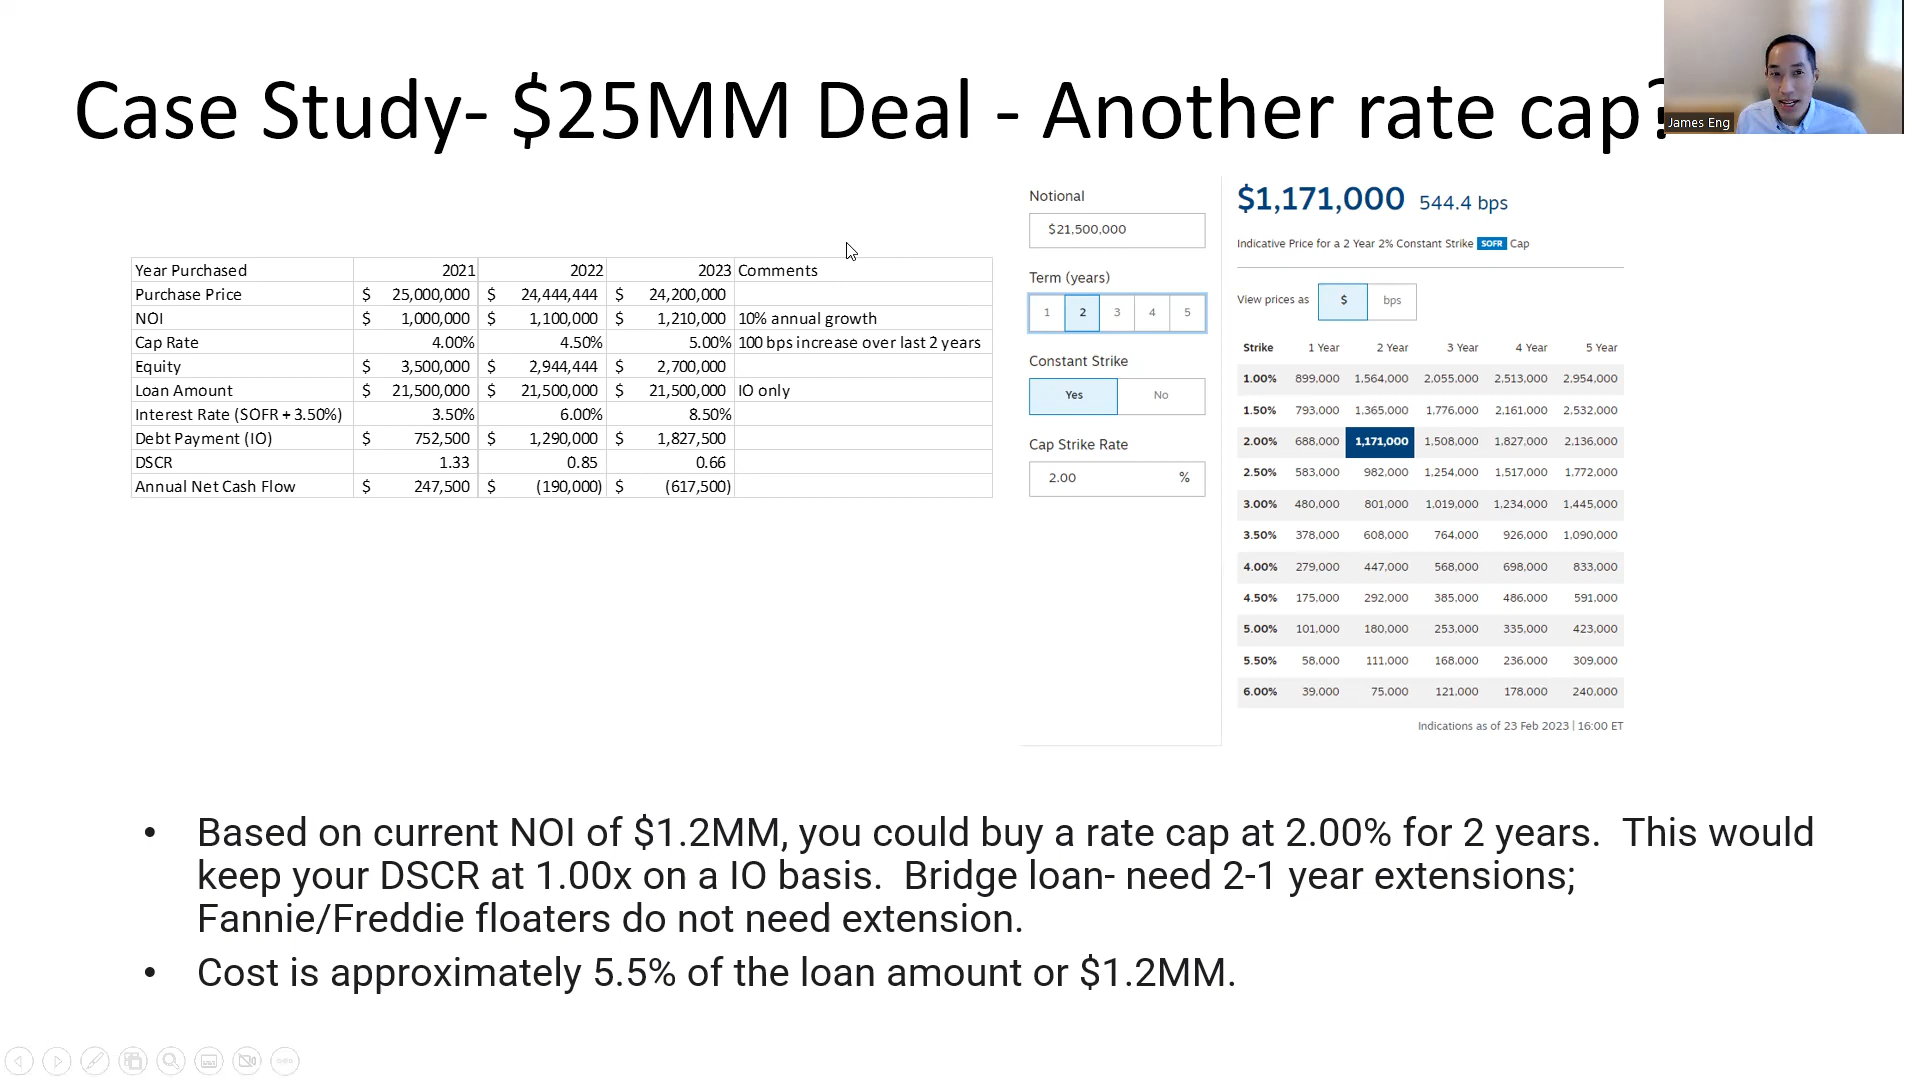 Case Study- $25MM Deal - Another rate cap?
James Eng
Year Purchased 2021 2022 2023 Comments
Purchase Price $ 25,000,000 $ 24,444,444 $ 24,200,000
NOI $ 1,000,000 $ 1,100,000 $ 1,210,000 10% annual growth
Cap Rate 4.00% 4.50% 5.00% 100 bps increase over last 2 years
Equity $ 3,500,000 $ 2,944,444 $ 2,700,000
Loan Amount $ 21,500,000 $ 21,500,000 $ 21,500,000 IO only
Interest Rate (SOFR + 3.50%) 3.50% 6.00% 8.50%
Debt Payment (IO) $ 752,500 $ 1,290,000 $ 1,827,500
DSCR 1.33 0.85 0.66
Annual Net Cash Flow $ 247,500 $ (190,000) $ (617,500)
Notional
$21,500,000
Term (years)
1 2 3 4 5
Constant Strike
Yes No
Cap Strike Rate
2.00 %
$1,171,000 544.4 bps
Indicative Price for a 2 Year 2% Constant Strike SOFR Cap
View prices as $ bps
Strike 1 Year 2 Year 3 Year 4 Year 5 Year
1.00% 899,000 1,564,000 2,055,000 2,513,000 2,954,000
1.50% 793,000 1,365,000 1,776,000 2,161,000 2,532,000
2.00% 688,000 1,171,000 1,508,000 1,827,000 2,136,000
2.50% 583,000 982,000 1,254,000 1,517,000 1,772,000
3.00% 480,000 801,000 1,019,000 1,234,000 1,445,000
3.50% 378,000 608,000 764,000 926,000 1,090,000
4.00% 279,000 447,000 568,000 698,000 833,000
4.50% 175,000 292,000 385,000 486,000 591,000
5.00% 101,000 180,000 253,000 335,000 423,000
5.50% 58,000 111,000 168,000 236,000 309,000
6.00% 39,000 75,000 121,000 178,000 240,000
Indications as of 23 Feb 2023 | 16:00 ET
• Based on current NOI of $1.2MM, you could buy a rate cap at 2.00% for 2 years. This would
keep your DSCR at 1.00x on a IO basis. Bridge loan- need 2-1 year extensions;
Fannie/Freddie floaters do not need extension.
• Cost is approximately 5.5% of the loan amount or $1.2MM.